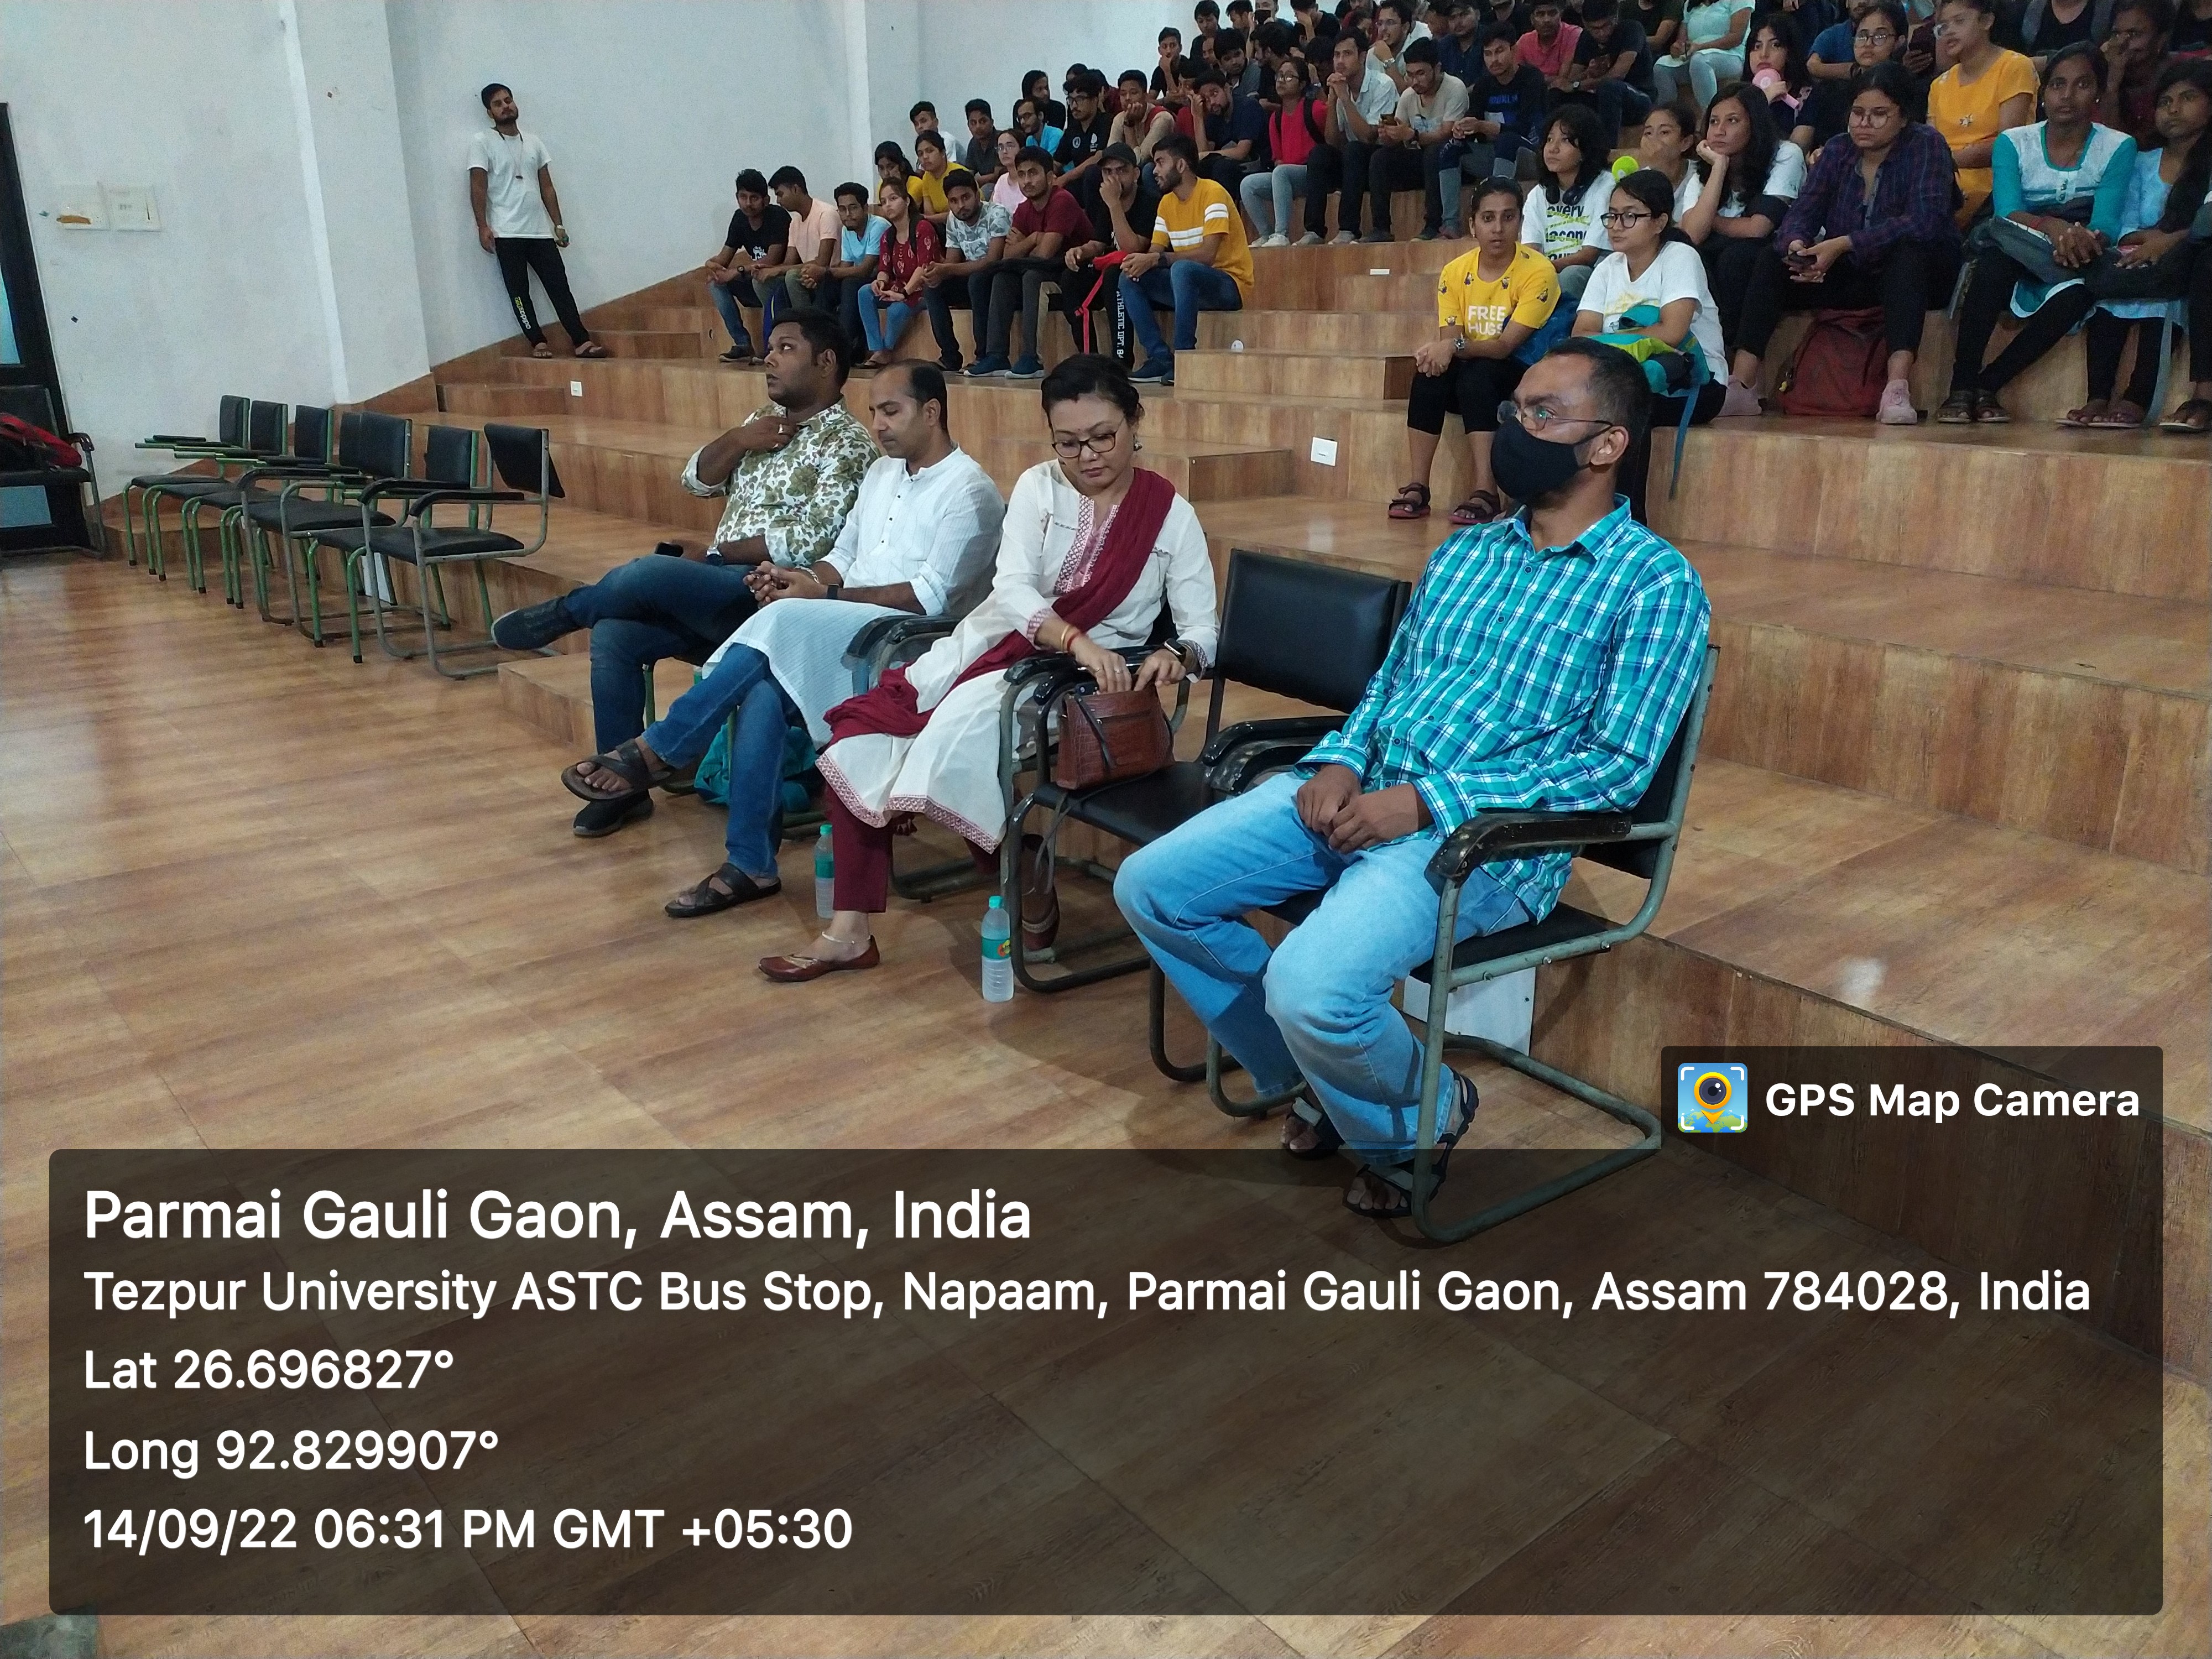 FREE
HUGS
GPS Map Camera
Parmai Gauli Gaon, Assam, India
Tezpur University ASTC Bus Stop, Napaam, Parmai Gauli Gaon, Assam 784028, India
Lat 26.696827°
Long 92.829907°
14/09/22 06:31 PM GMT +05:30